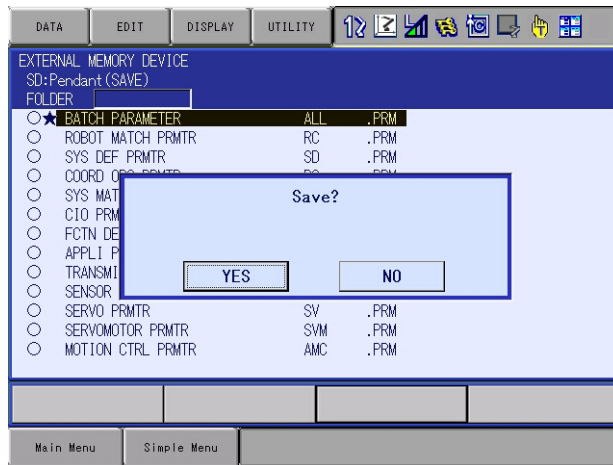 DATA EDIT DISPLAY UTILITY
EXTERNAL MEMORY DEVICE
SD:Pendant(SAVE)
FOLDER
BATCH PARAMETER ALL .PRM
ROBOT MATCH PRMTR RC .PRM
SYS DEF PRMTR SD .PRM
COORD
SYS MAT
CIO PRM
FCTN DE
APPLI P
TRANSMI
SENSOR
Save?
YES NO
SERVO PRMTR SV .PRM
SERVOMOTOR PRMTR SVM .PRM
MOTION CTRL PRMTR AMC .PRM
Main Menu Simple Menu